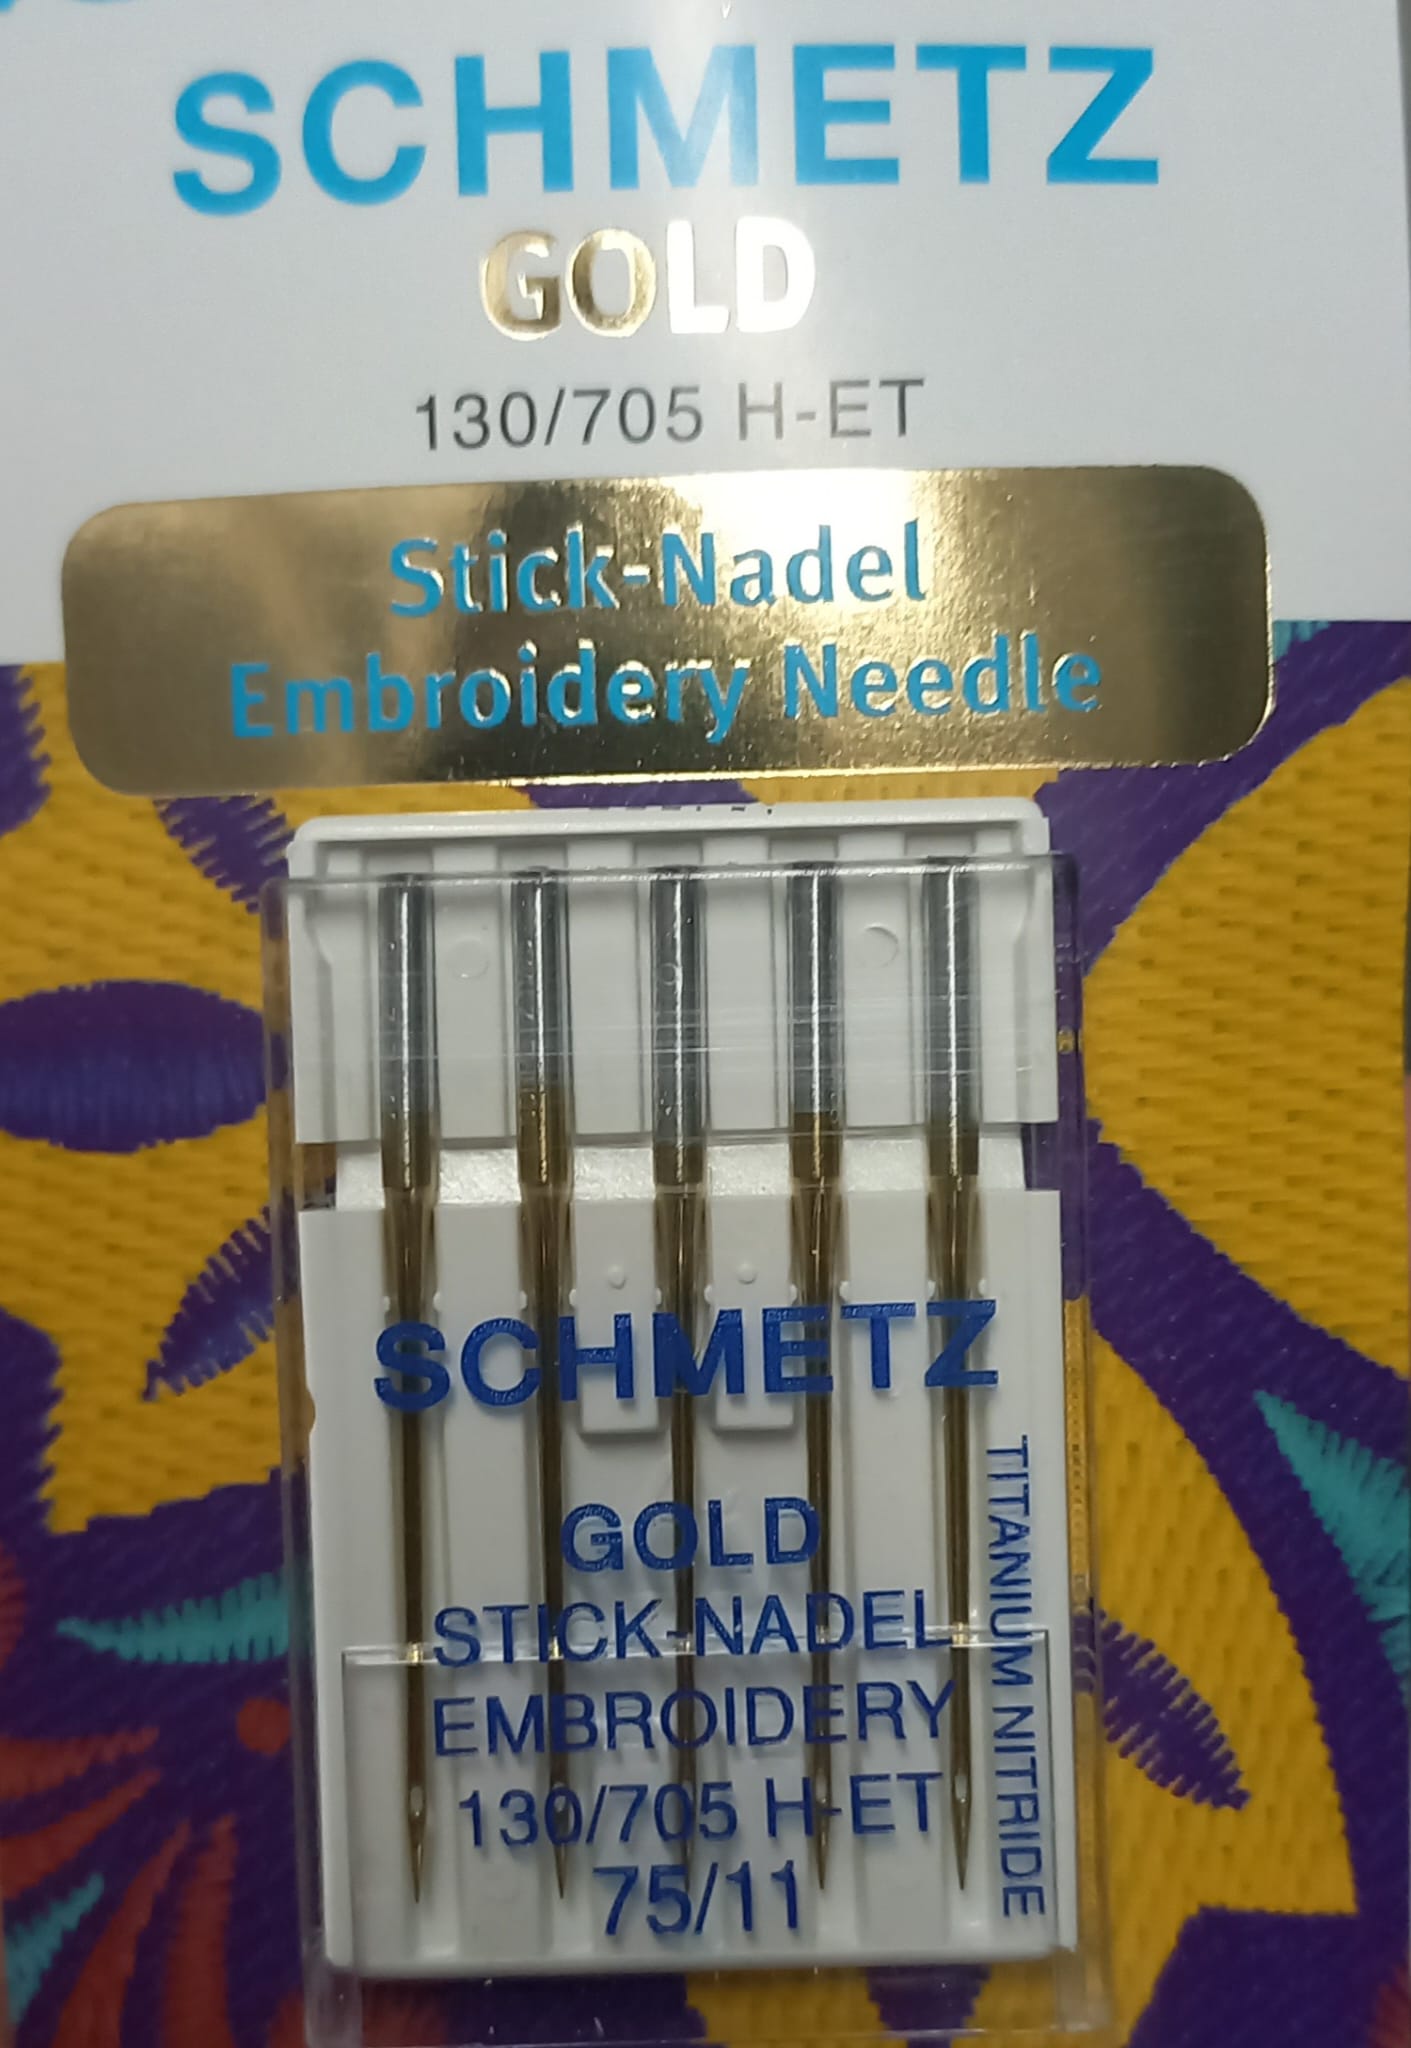 SCHMETZ
GOLD
130/705 H-ET
Stick-Nadel
Embroidery Needle
SCHMETZ
GOLD
STICK-NADEL
EMBROIDERY
130/705 H-ET
75/11
TITANIUM NITRIDE